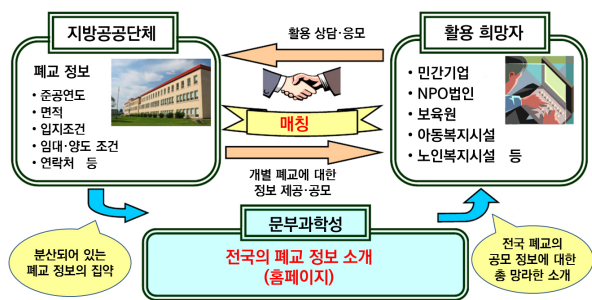 지방공공단체
폐교 정보
• 준공연도
• 면적
• 입지조건
• 임대·양도 조건
• 연락처 등
활용 상담·응모
매칭
개별 폐교에 대한
정보 제공·공모
활용 희망자
• 민간기업
• NPO법인
• 보육원
• 아동복지시설
• 노인복지시설 등
분산되어 있는
폐교 정보의 집약
문부과학성
전국의 폐교 정보 소개
(홈페이지)
전국 폐교의
공모 정보에 대한
총 망라한 소개